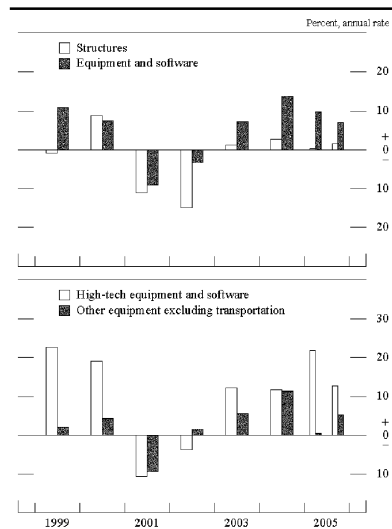 Percent, annual rate
Structures
Equipment and software
20
10
+
0
−
10
20
High-tech equipment and software
Other equipment excluding transportation
30
20
10
+
0
−
10
1999 2001 2003 2005